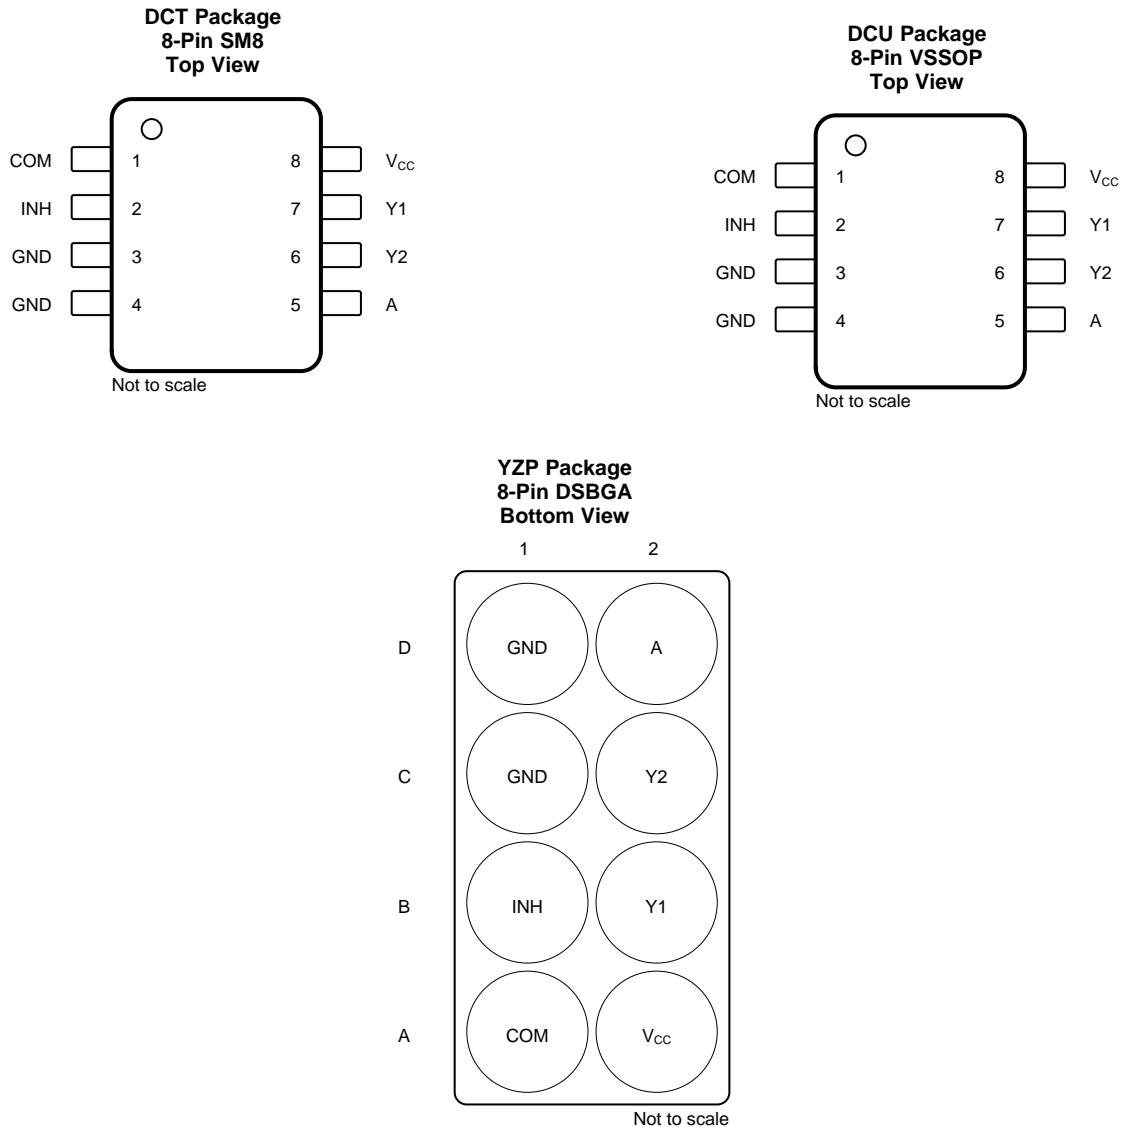 DCT Package
8-Pin SM8
Top View
COM 1 8 VCC
INH 2 7 Y1
GND 3 6 Y2
GND 4 5 A
Not to scale
DCU Package
8-Pin VSSOP
Top View
COM 1 8 VCC
INH 2 7 Y1
GND 3 6 Y2
GND 4 5 A
Not to scale
YZP Package
8-Pin DSBGA
Bottom View
1 2
D GND A
C GND Y2
B INH Y1
A COM VCC
Not to scale